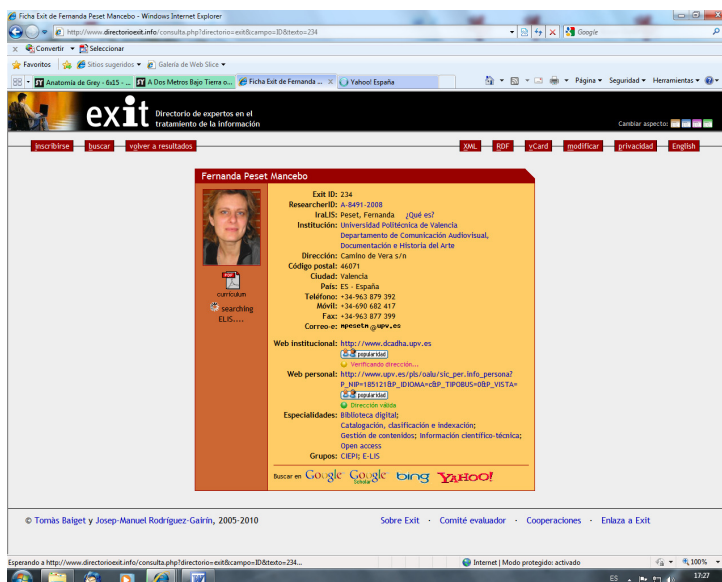 Ficha Exit de Fernanda Peset Mancebo - Windows Internet Explorer
http://www.directorioexit.info/consulta.php?directorio=exit&campo=ID&texto=234
Google
x Convertir Seleccionar
Favoritos Sitios sugeridos Galería de Web Slice
Anatomía de Grey - 6x15 - ... A Dos Metros Bajo Tierra o... Ficha Exit de Fernanda ... X Yahoo! España Página Seguridad Herramientas
exit Directorio de expertos en el
tratamiento de la información
Cambiar aspecto:
inscribirse buscar volver a resultados XML RDF vCard modificar privacidad English
Fernanda Peset Mancebo
PDF
currículum
searching
ELIS....
Exit ID: 234
ResearcherID: A-8491-2008
IraLIS: Peset, Fernanda ¿Qué es?
Institución: Universidad Politécnica de Valencia
Departamento de Comunicación Audiovisual,
Documentación e Historia del Arte
Dirección: Camino de Vera s/n
Código postal: 46071
Ciudad: Valencia
País: ES - España
Teléfono: +34-963 879 392
Móvil: +34-690 682 417
Fax: +34-963 877 399
Correo-e: mpesetm@upv.es
Web institucional: http://www.dcadha.upv.es
popularidad
Verificando dirección...
Web personal: http://www.upv.es/pls/oalu/sic_per.info_persona?
P_NIP=185121&P_IDIOMA=c&P_TIPOBUS=0&P_VISTA=
popularidad
Dirección válida
Especialidades: Biblioteca digital;
Catalogación, clasificación e indexación;
Gestión de contenidos; Información científico-técnica;
Open access
Grupos: CIEPI; E-LIS
Buscar en Google Google Scholar bing YAHOO!
© Tomàs Baiget y Josep-Manuel Rodríguez-Gairín, 2005-2010 Sobre Exit · Comité evaluador · Cooperaciones · Enlaza a Exit
Esperando a http://www.directorioexit.info/consulta.php?directorio=exit&campo=ID&texto=234... Internet | Modo protegido: activado 100%
ES 17:27